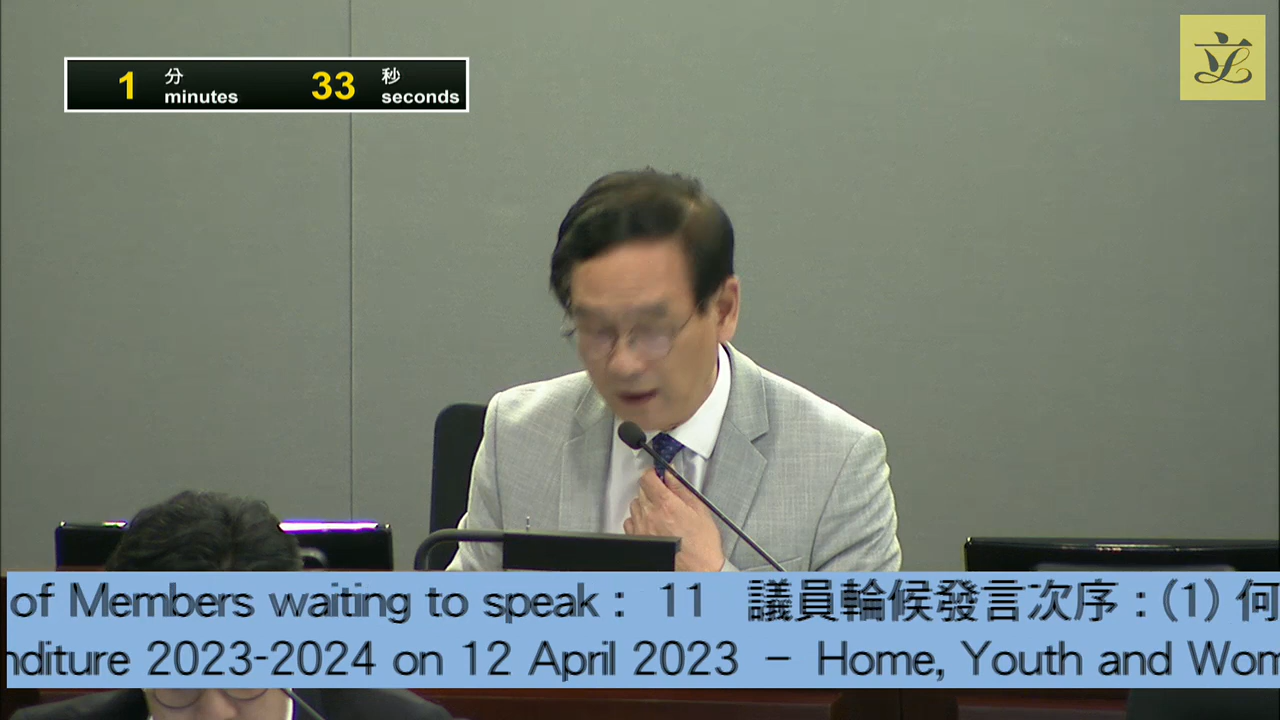 1 分 minutes 33 秒 seconds
of Members waiting to speak : 11 議員輪候發言次序 : (1) 何
nditure 2023-2024 on 12 April 2023 - Home, Youth and Wom